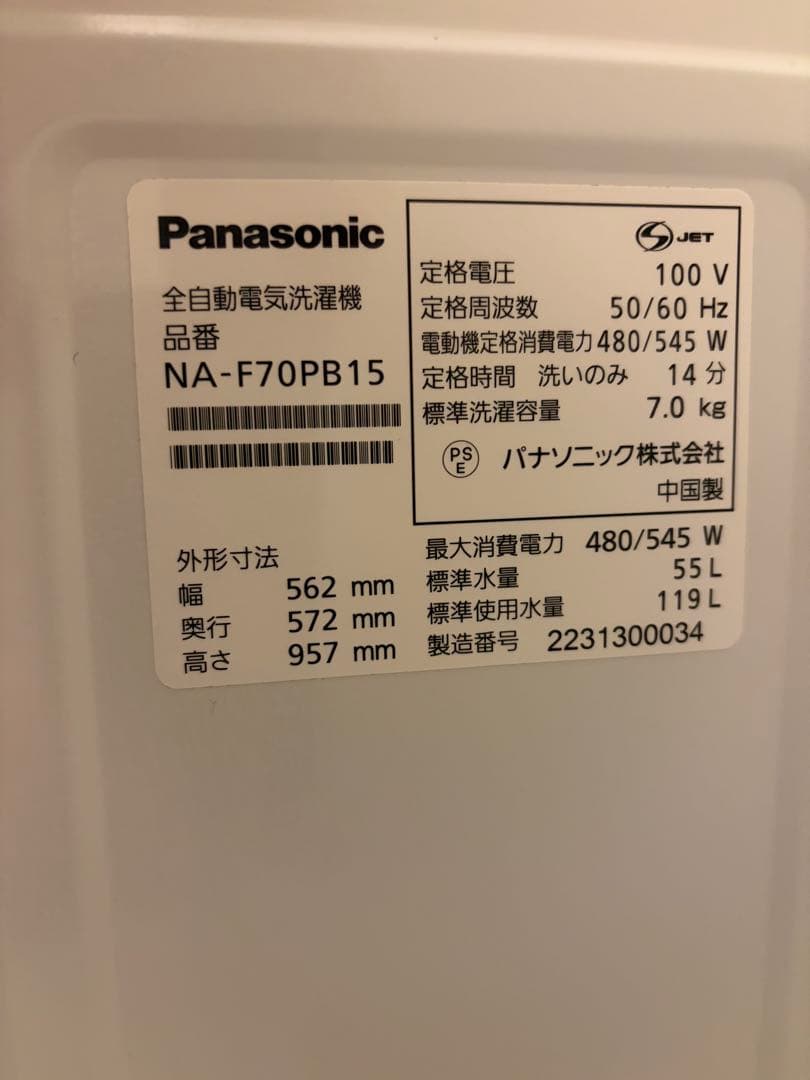 Panasonic
全自動電気洗濯機
品番
NA-F70PB15
外形寸法
幅 562 mm
奥行 572 mm
高さ 957 mm
JET
定格電圧 100 V
定格周波数 50/60 Hz
電動機定格消費電力 480/545 W
定格時間 洗いのみ 14 分
標準洗濯容量 7.0 kg
PS E パナソニック株式会社
中国製
最大消費電力 480/545 W
標準水量 55 L
標準使用水量 119 L
製造番号 2231300034